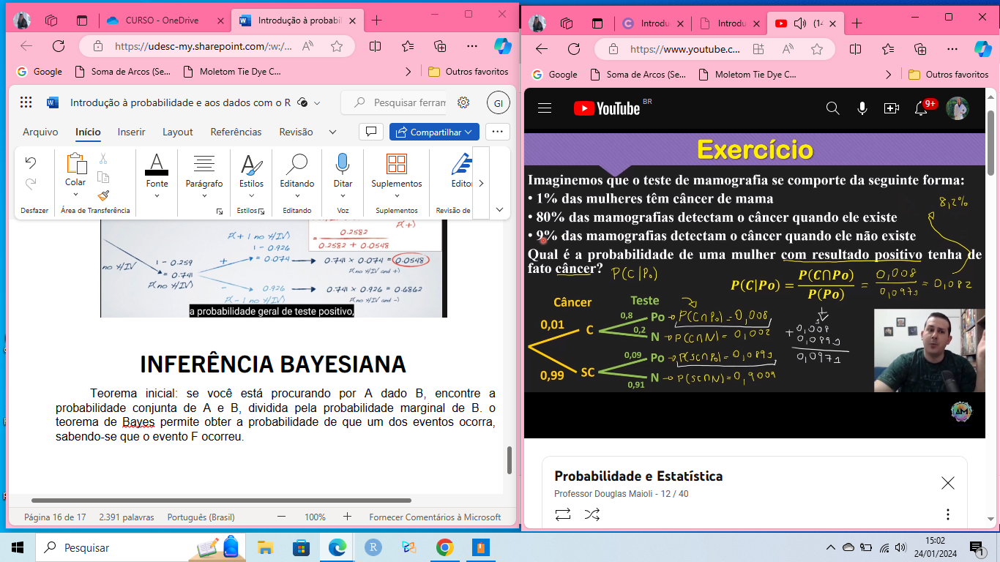 CURSO - OneDrive
Introdução à probabil
https://udesc-my.sharepoint.com/:w:/...
Google
Soma de Arcos (Se...
Moletom Tie Dye C...
Outros favoritos
Introdução à probabilidade e aos dados com o R
Pesquisar ferram
GI
Arquivo
Início
Inserir
Layout
Referências
Revisão
Compartilhar
Colar
Fonte
Parágrafo
Estilos
Editando
Ditar
Suplementos
Editor
Desfazer
Área de Transferência
Estilos
Editando
Voz
Suplementos
Revisão de
P(+)
P(+ | no HIV)
1 - 0.926
= 0.074
0.2582
=
0.2582 + 0.0548
no HIV
1 - 0.259
= 0.741
P(no HIV)
+
0.741 x 0.074 = 0.0548
P(no HIV and +)
-
0.926
P(- | no HIV)
0.741 x 0.926 = 0.6862
P(no HIV and -)
a probabilidade geral de teste positivo,
INFERÊNCIA BAYESIANA
Teorema inicial: se você está procurando por A dado B, encontre a
probabilidade conjunta de A e B, dividida pela probabilidade marginal de B. o
teorema de Bayes permite obter a probabilidade de que um dos eventos ocorra,
sabendo-se que o evento F ocorreu.
Página 16 de 17
2.391 palavras
Português (Brasil)
100%
Fornecer Comentários à Microsoft
Introdu
Introdu
(14
https://www.youtube.c...
Google
Soma de Arcos (Se...
Moletom Tie Dye C...
Outros favoritos
YouTube BR
9+
Exercício
Imaginemos que o teste de mamografia se comporte da seguinte forma:
• 1% das mulheres têm câncer de mama
8,2%
• 80% das mamografias detectam o câncer quando ele existe
• 9% das mamografias detectam o câncer quando ele não existe
Qual é a probabilidade de uma mulher com resultado positivo tenha de
fato câncer? P(C|Po)
P(C|Po) = P(C∩Po) / P(Po) = 0,008 / 0,0971 = 0,082
Câncer
Teste
0,01
C
0,8
Po → P(C∩Po) = 0,008
0,2
N → P(C∩N) = 0,002
0,99
SC
0,09
Po → P(SC∩Po) = 0,0891
0,91
N → P(SC∩N) = 0,9009
+
0,008
0,0891
0,0971
AM
Probabilidade e Estatística
Professor Douglas Maioli - 12 / 40
Pesquisar
15:02
24/01/2024
1